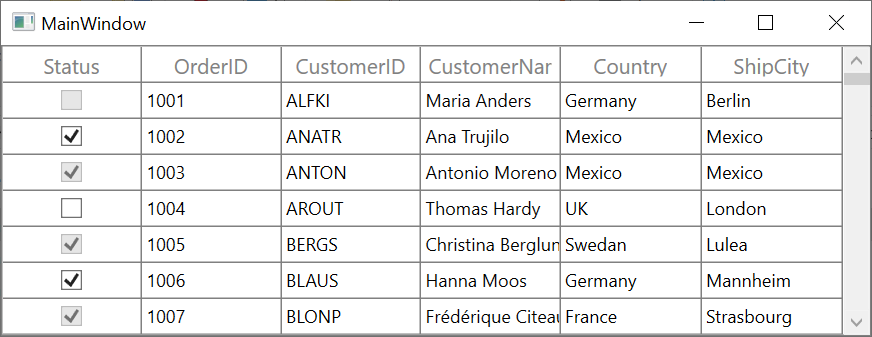 MainWindow
Status OrderID CustomerID CustomerNar Country ShipCity
1001 ALFKI Maria Anders Germany Berlin
1002 ANATR Ana Trujilo Mexico Mexico
1003 ANTON Antonio Moreno Mexico Mexico
1004 AROUT Thomas Hardy UK London
1005 BERGS Christina Berglun Swedan Lulea
1006 BLAUS Hanna Moos Germany Mannheim
1007 BLONP Frédérique Citeau France Strasbourg